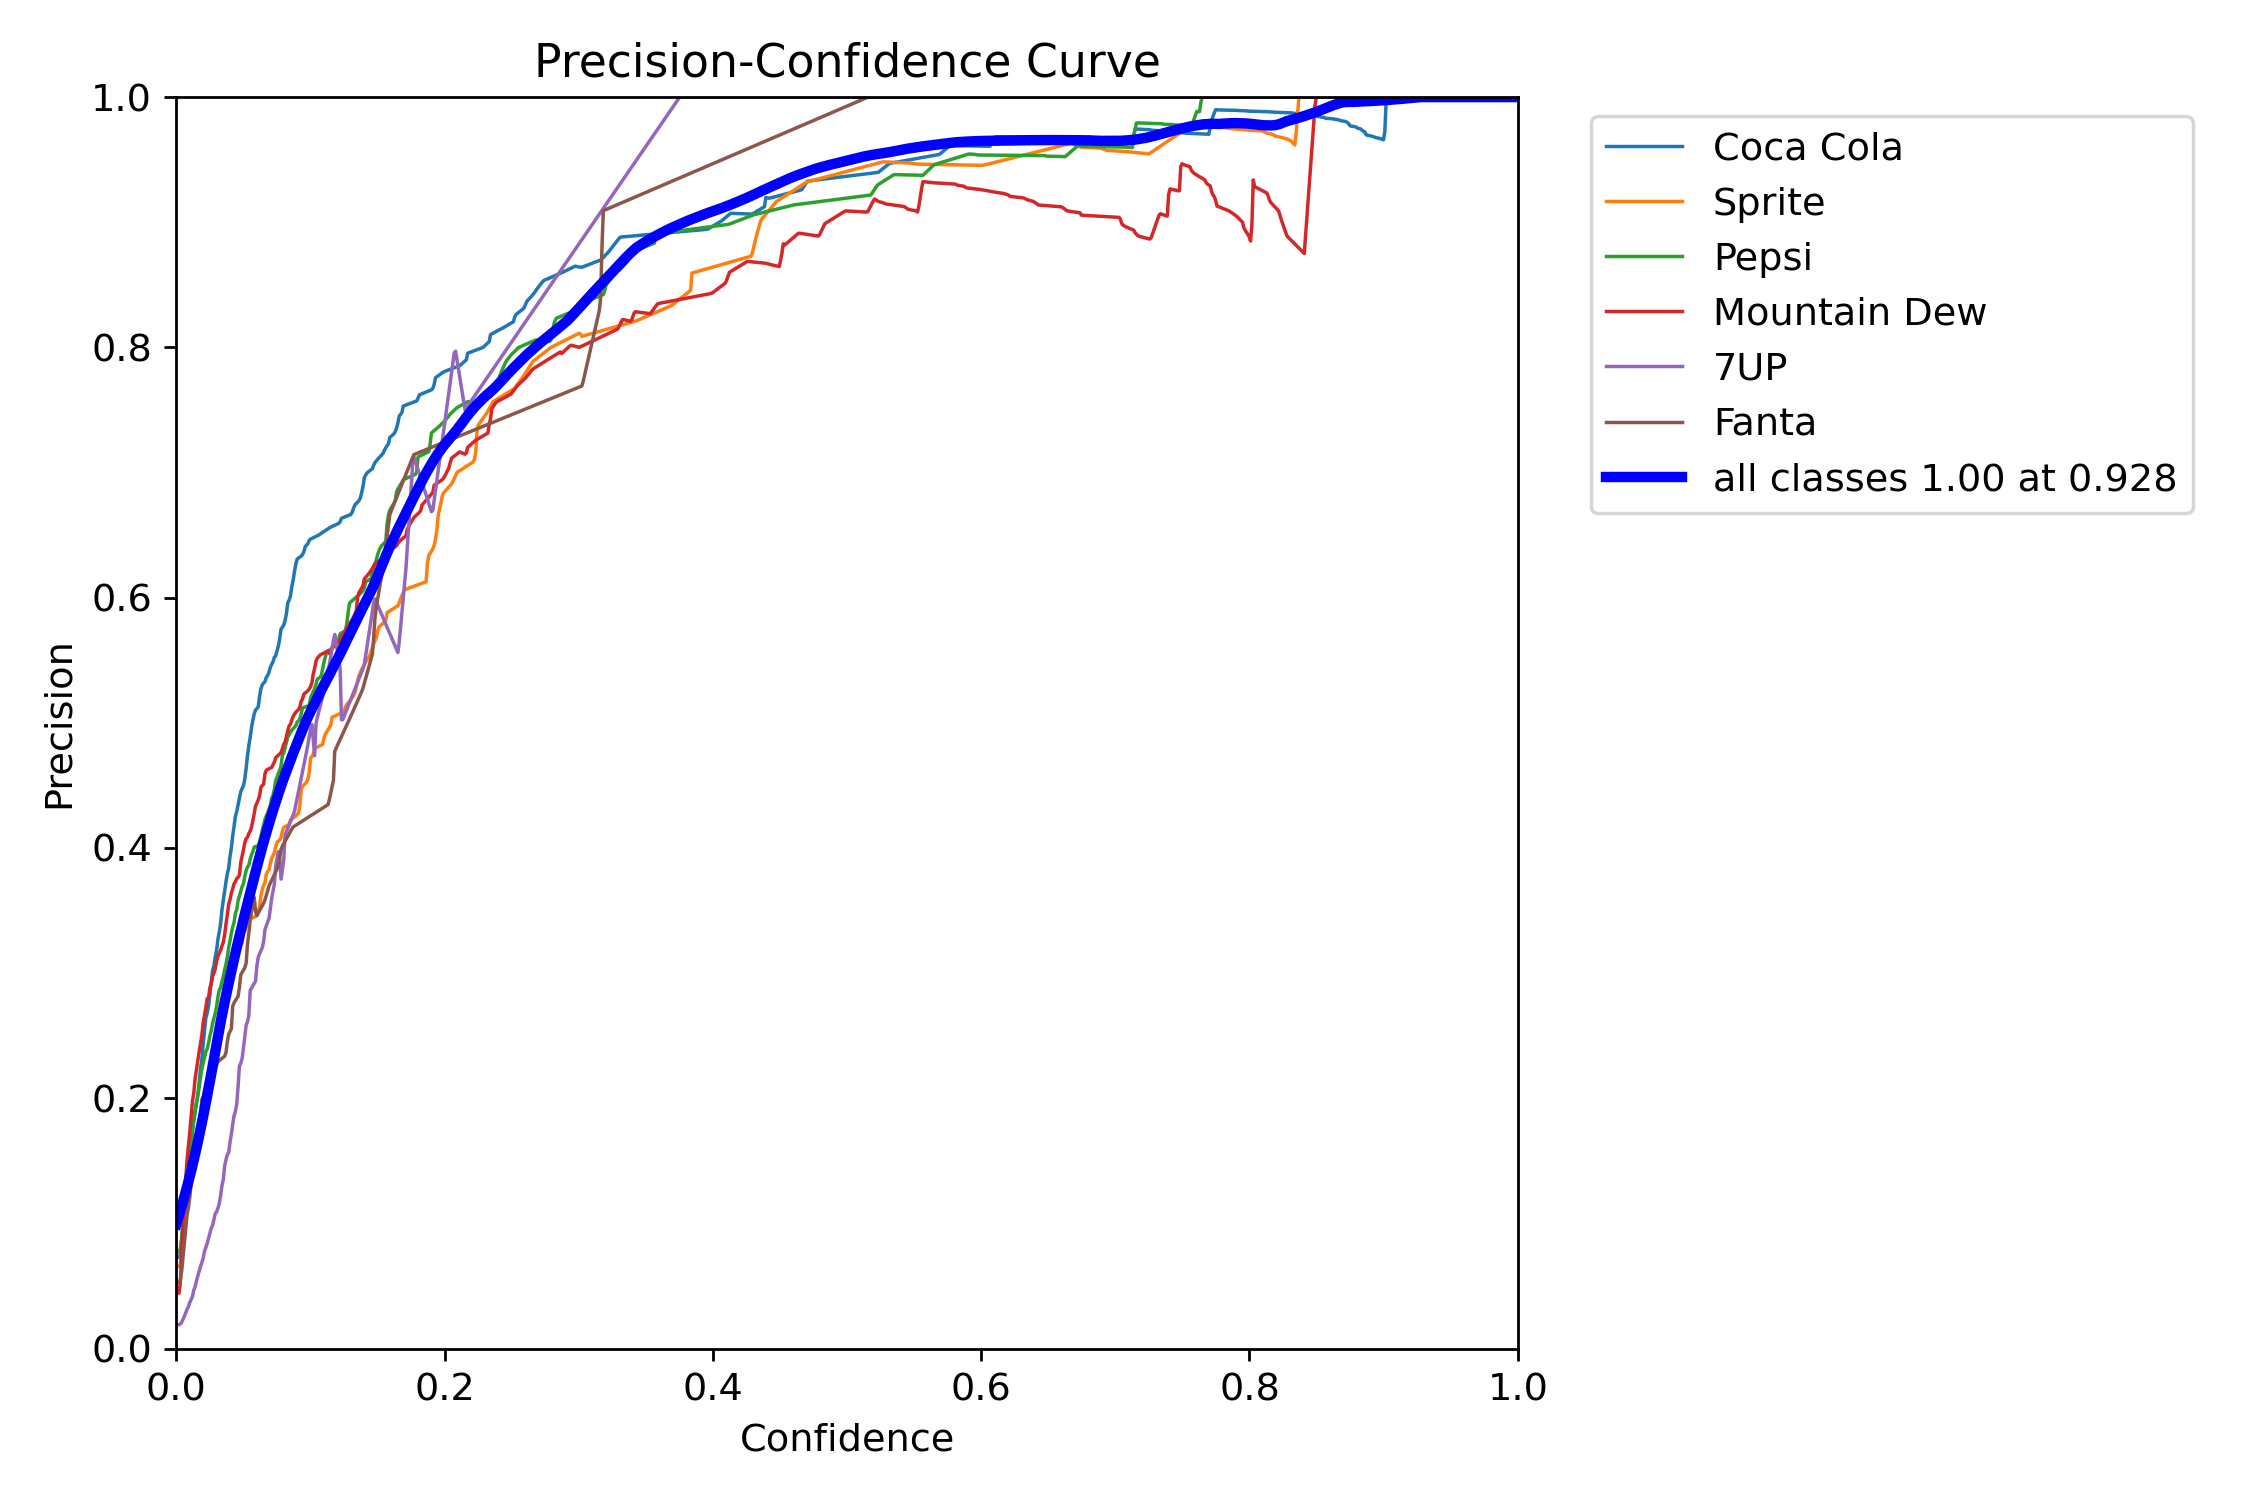 Precision-Confidence Curve
1.0
0.8
0.6
0.4
0.2
0.0
Precision
0.0 0.2 0.4 0.6 0.8 1.0
Confidence
Coca Cola
Sprite
Pepsi
Mountain Dew
7UP
Fanta
all classes 1.00 at 0.928